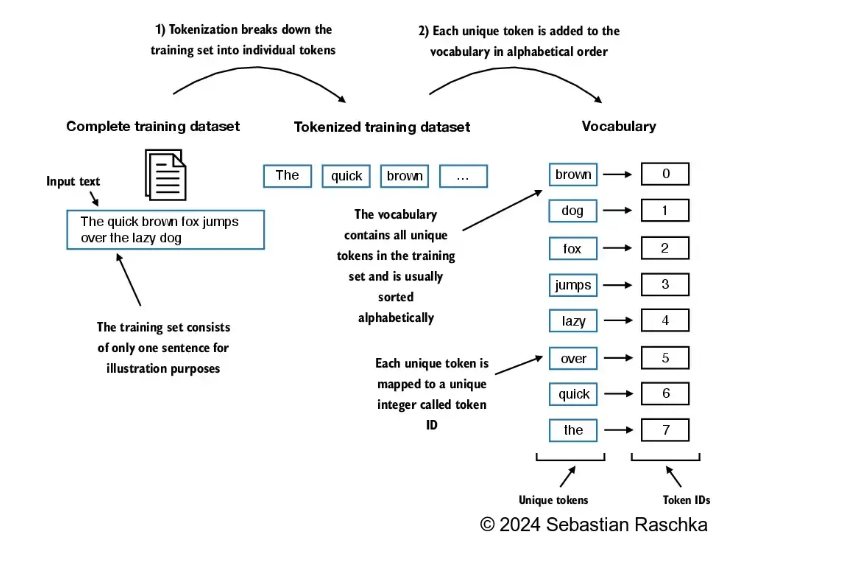 1) Tokenization breaks down the
training set into individual tokens
2) Each unique token is added to the
vocabulary in alphabetical order
Complete training dataset
Tokenized training dataset
Vocabulary
Input text
The quick brown fox jumps
over the lazy dog
The training set consists
of only one sentence for
illustration purposes
The
quick
brown
...
The vocabulary
contains all unique
tokens in the training
set and is usually
sorted
alphabetically
Each unique token is
mapped to a unique
integer called token
ID
brown 0
dog 1
fox 2
jumps 3
lazy 4
over 5
quick 6
the 7
Unique tokens
Token IDs
© 2024 Sebastian Raschka